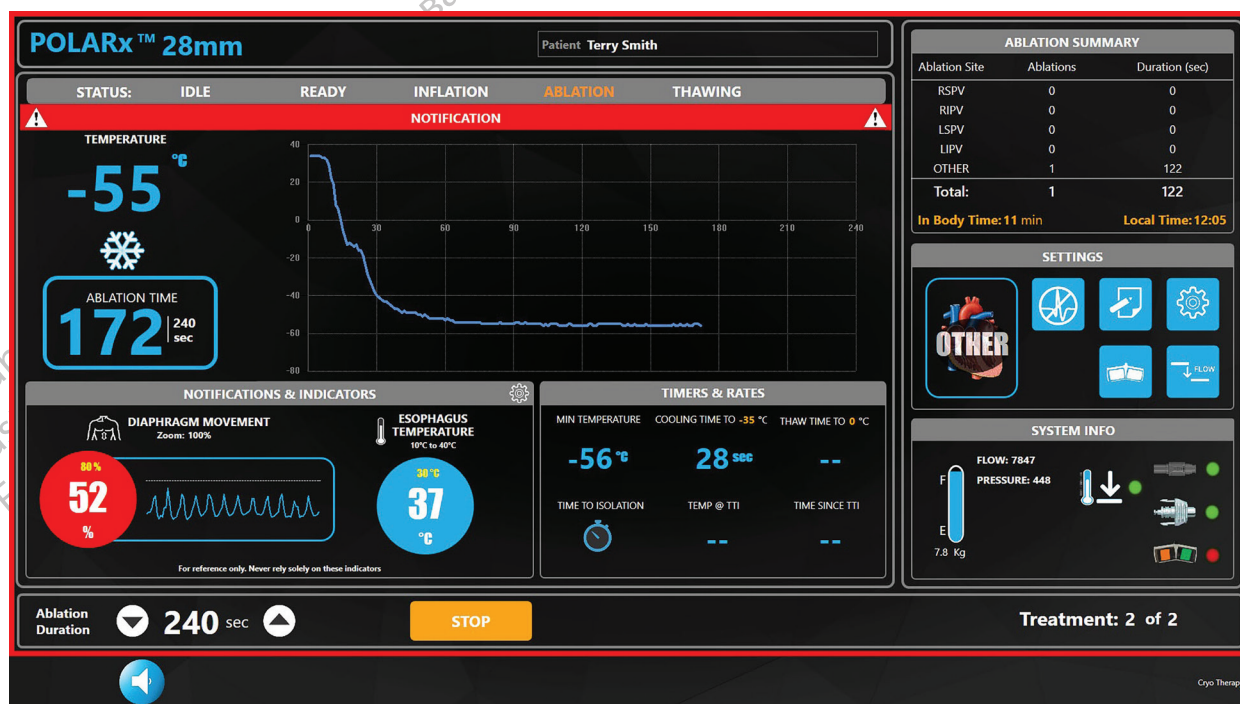 POLARx™ 28mm
Patient Terry Smith
STATUS: IDLE READY INFLATION ABLATION THAWING
NOTIFICATION
TEMPERATURE
-55 °C
ABLATION TIME
172 240 sec
40
20
0
-20
-40
-60
-80
0 30 60 90 120 150 180 210 240
NOTIFICATIONS & INDICATORS
DIAPHRAGM MOVEMENT
Zoom: 100%
80%
52
%
ESOPHAGUS
TEMPERATURE
10°C to 40°C
30 °C
37
°C
For reference only. Never rely solely on these indicators
TIMERS & RATES
MIN TEMPERATURE COOLING TIME TO -35 °C THAW TIME TO 0 °C
-56 °C 28 sec --
TIME TO ISOLATION TEMP @ TTI TIME SINCE TTI
-- --
ABLATION SUMMARY
Ablation Site Ablations Duration (sec)
RSPV 0 0
RIPV 0 0
LSPV 0 0
LIPV 0 0
OTHER 1 122
Total: 1 122
In Body Time: 11 min Local Time: 12:05
SETTINGS
OTHER
FLOW
SYSTEM INFO
FLOW: 7847
PRESSURE: 448
F
E
7.8 Kg
Ablation
Duration
240 sec
STOP
Treatment: 2 of 2
Cryo Therap